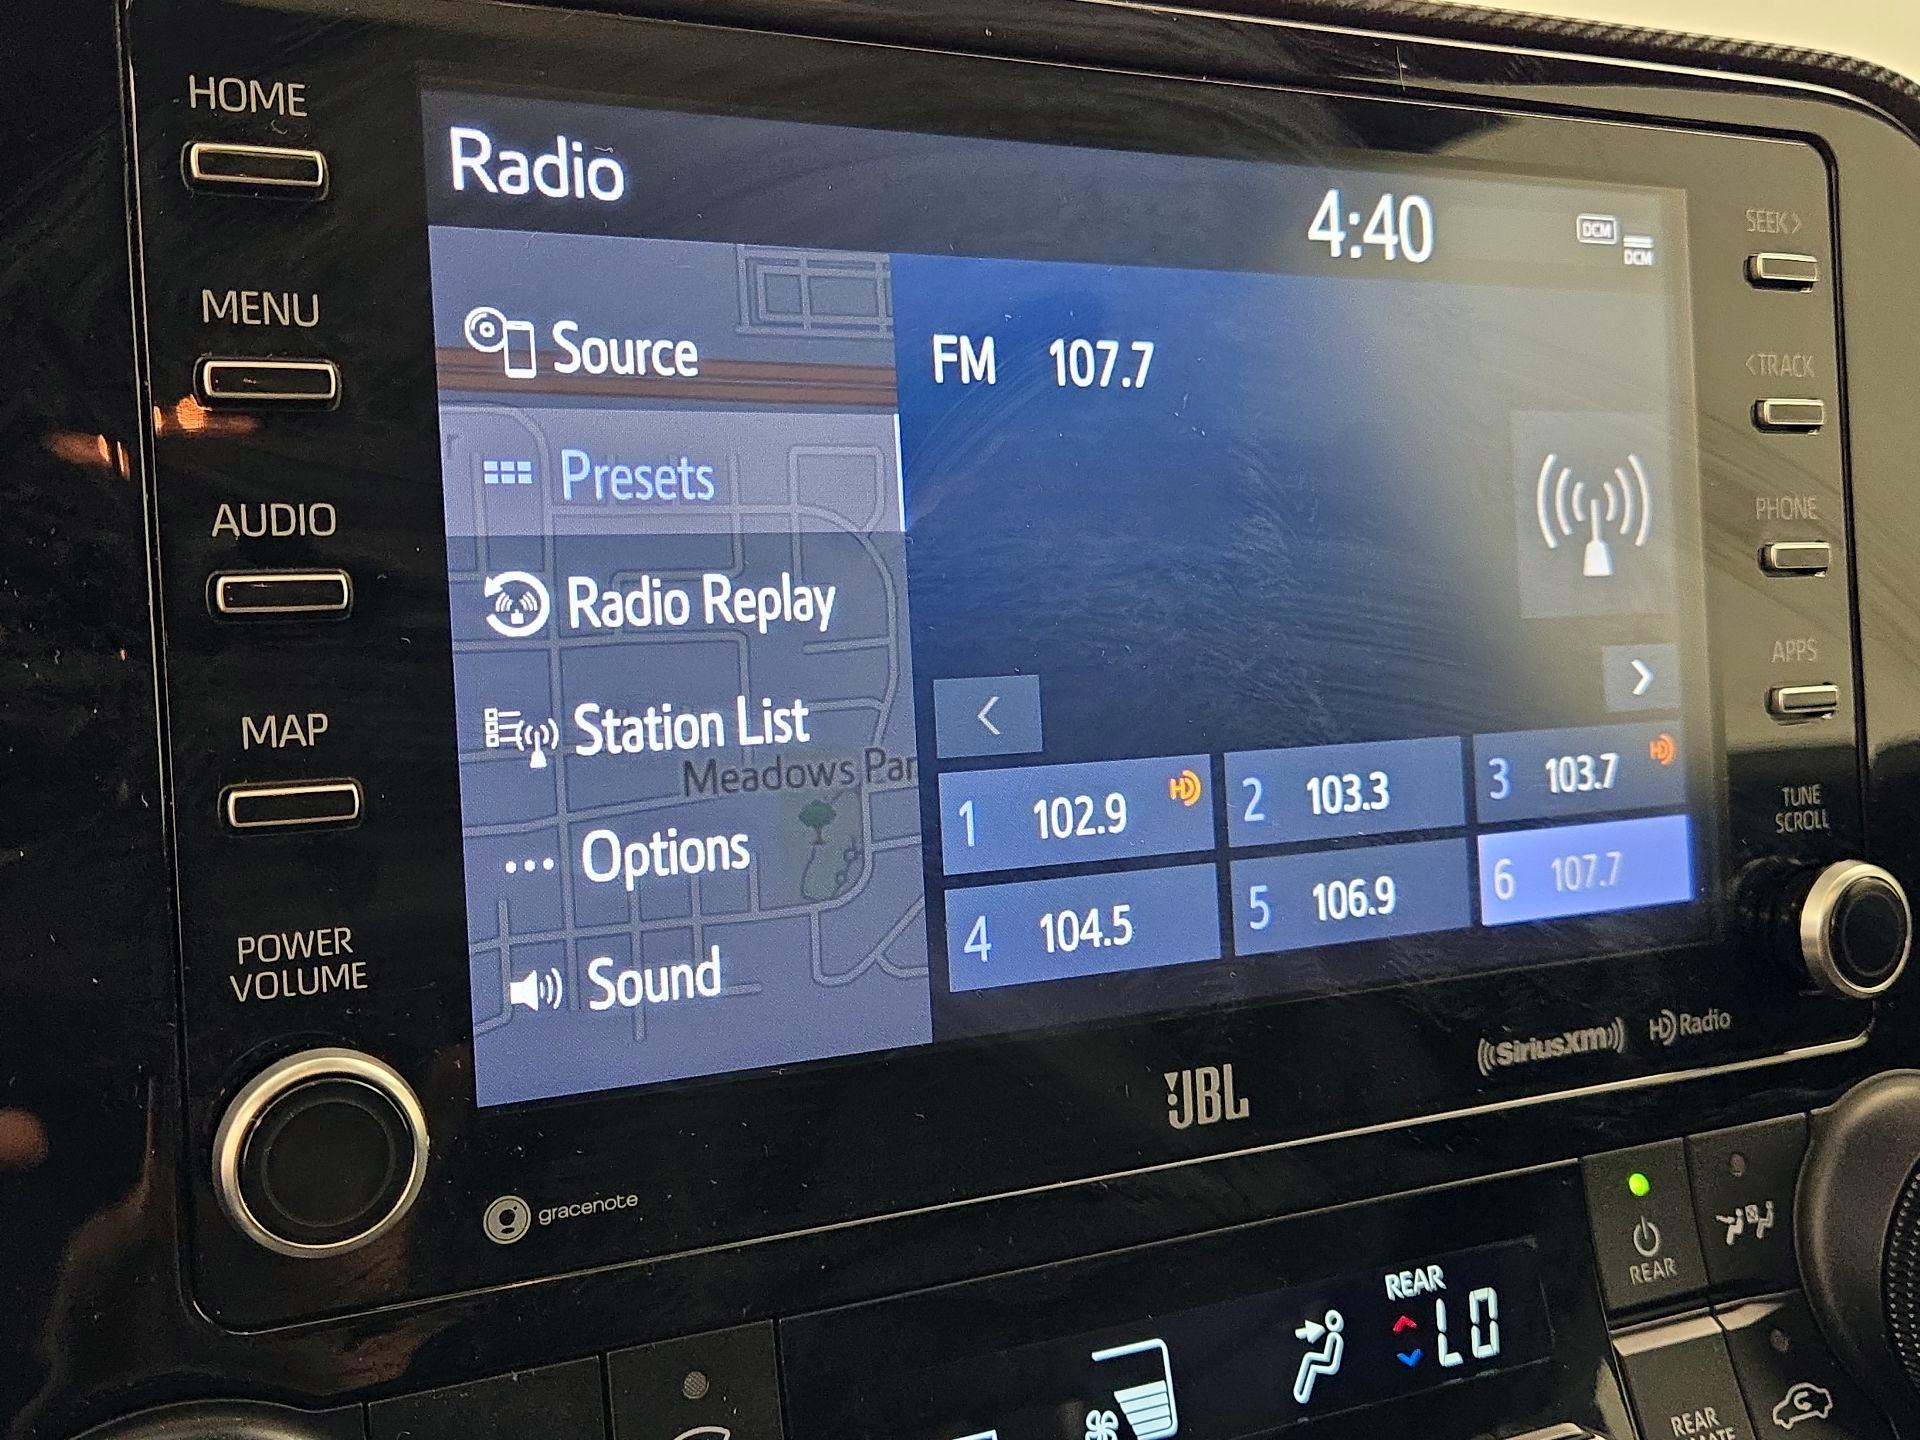 HOME
MENU
AUDIO
MAP
POWER
VOLUME
Radio
4:40
DCM
DCM
Source
Presets
Radio Replay
Station List
Meadows Par
Options
Sound
FM 107.7
<
>
1 102.9 HD
2 103.3
3 103.7 HD
4 104.5
5 106.9
6 107.7
SEEK >
< TRACK
PHONE
APPS
TUNE
SCROLL
gracenote
JBL
((SiriusXM))
HD Radio
REAR
LO
REAR
REAR